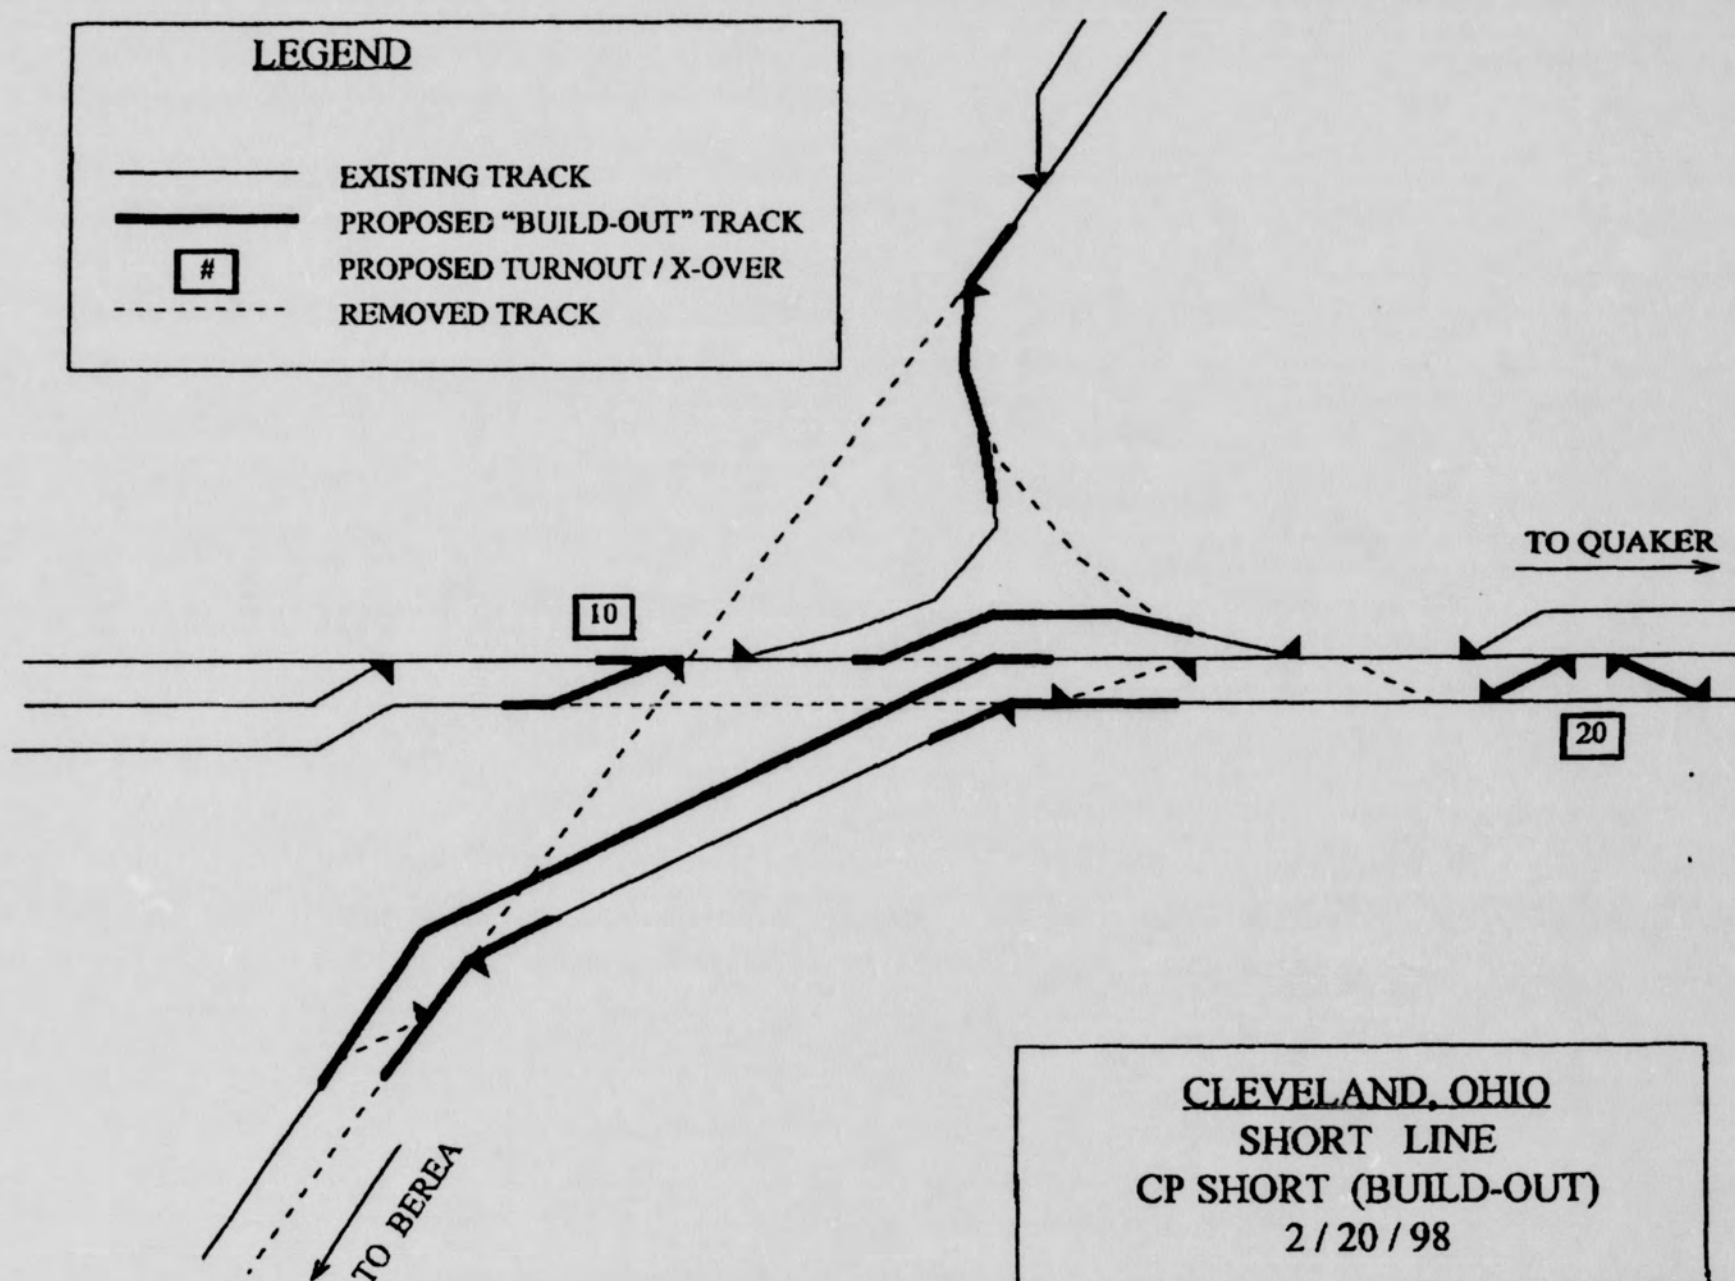 LEGEND
EXISTING TRACK
PROPOSED “BUILD-OUT” TRACK
# PROPOSED TURNOUT / X-OVER
REMOVED TRACK
TO QUAKER
10
20
TO BEREA
CLEVELAND, OHIO
SHORT LINE
CP SHORT (BUILD-OUT)
2 / 20 / 98